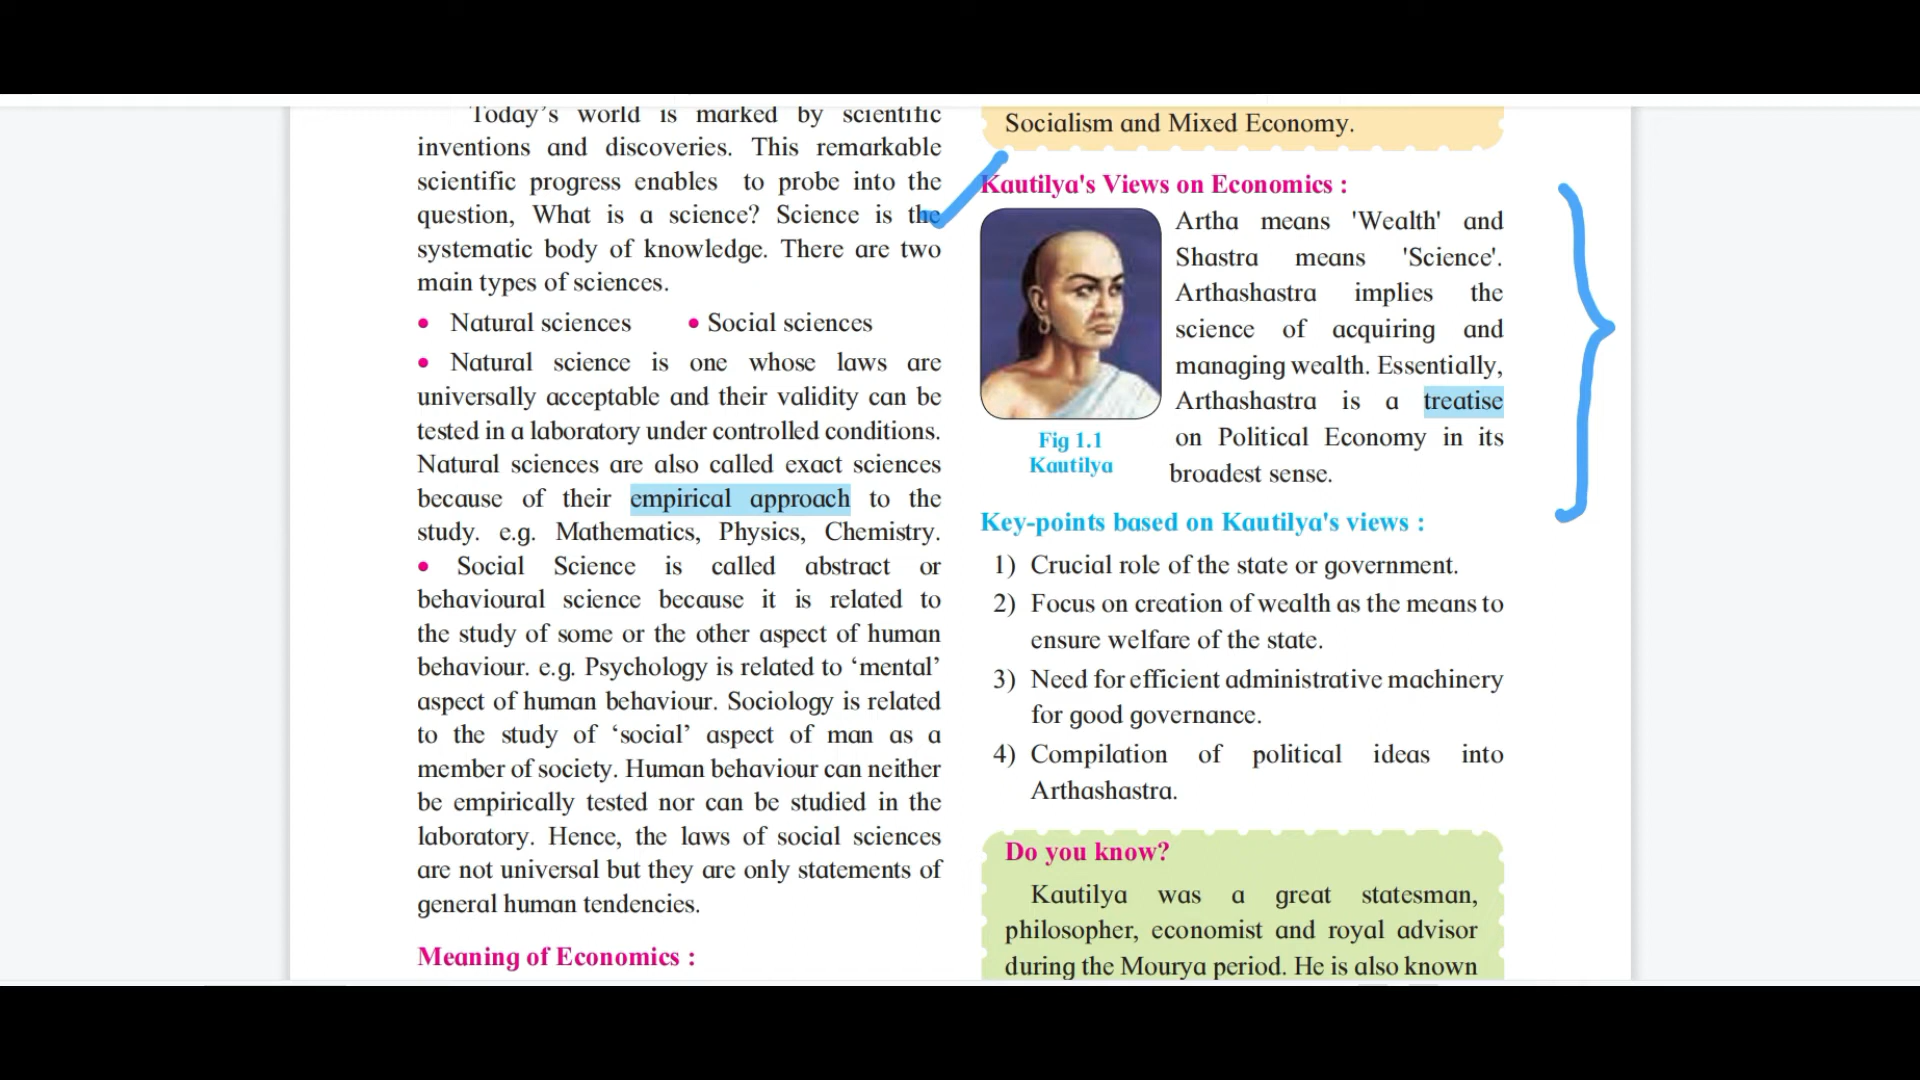 Today’s world is marked by scientific
inventions and discoveries. This remarkable
scientific progress enables to probe into the
question, What is a science? Science is the
systematic body of knowledge. There are two
main types of sciences.
• Natural sciences • Social sciences
• Natural science is one whose laws are
universally acceptable and their validity can be
tested in a laboratory under controlled conditions.
Natural sciences are also called exact sciences
because of their empirical approach to the
study. e.g. Mathematics, Physics, Chemistry.
• Social Science is called abstract or
behavioural science because it is related to
the study of some or the other aspect of human
behaviour. e.g. Psychology is related to ‘mental’
aspect of human behaviour. Sociology is related
to the study of ‘social’ aspect of man as a
member of society. Human behaviour can neither
be empirically tested nor can be studied in the
laboratory. Hence, the laws of social sciences
are not universal but they are only statements of
general human tendencies.
Meaning of Economics :
Socialism and Mixed Economy.
Kautilya's Views on Economics :
Artha means 'Wealth' and
Shastra means 'Science'.
Arthashastra implies the
science of acquiring and
managing wealth. Essentially,
Arthashastra is a treatise
on Political Economy in its
broadest sense.
Fig 1.1
Kautilya
Key-points based on Kautilya's views :
1) Crucial role of the state or government.
2) Focus on creation of wealth as the means to
ensure welfare of the state.
3) Need for efficient administrative machinery
for good governance.
4) Compilation of political ideas into
Arthashastra.
Do you know?
Kautilya was a great statesman,
philosopher, economist and royal advisor
during the Mourya period. He is also known